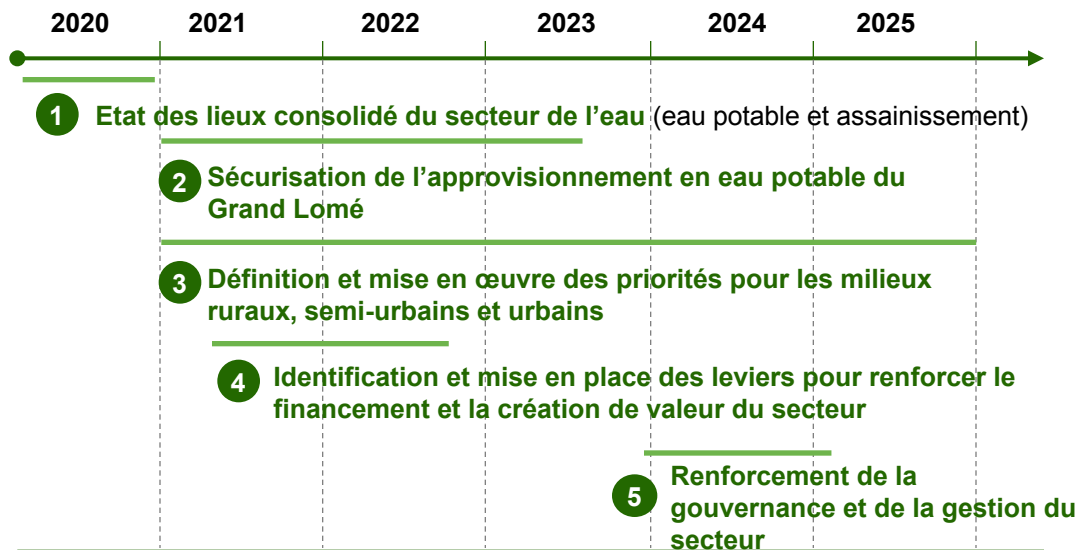 2020 2021 2022 2023 2024 2025
1 Etat des lieux consolidé du secteur de l’eau (eau potable et assainissement)
2 Sécurisation de l’approvisionnement en eau potable du
Grand Lomé
3 Définition et mise en œuvre des priorités pour les milieux
ruraux, semi-urbains et urbains
4 Identification et mise en place des leviers pour renforcer le
financement et la création de valeur du secteur
5 Renforcement de la
gouvernance et de la gestion du
secteur